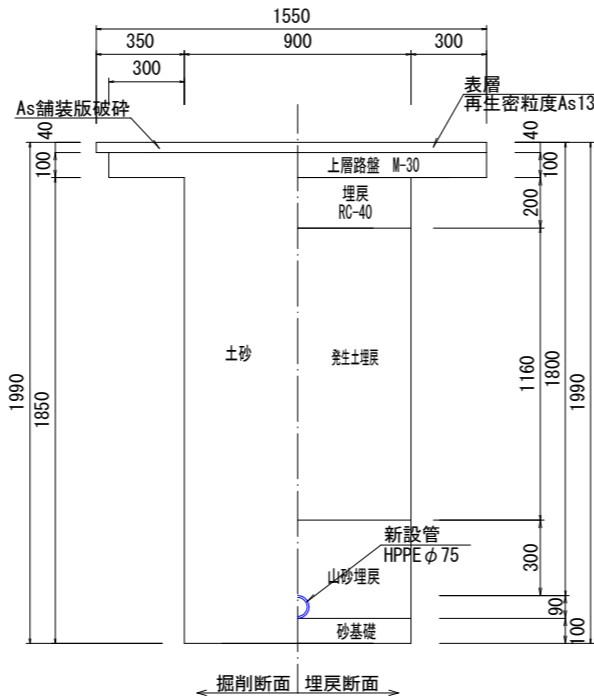 1550
350
900
300
300
As舗装版破砕
表層
再生密粒度As13
40
100
1850
1990
上層路盤 M-30
埋戻
RC-40
土砂
発生土埋戻
新設管
HPPEφ75
山砂埋戻
砂基礎
40
100
200
1160
1800
1990
300
90
100
掘削断面
埋戻断面